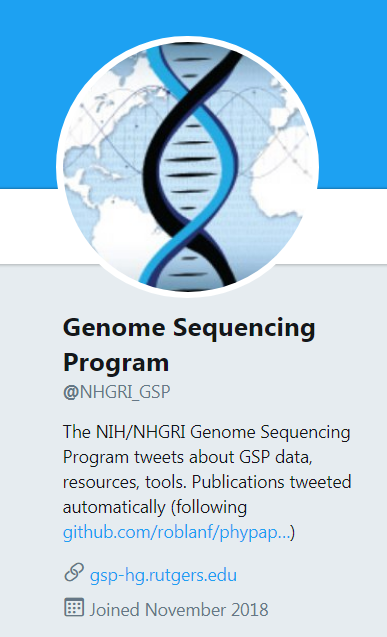 Genome Sequencing
Program
@NHGRI_GSP
The NIH/NHGRI Genome Sequencing
Program tweets about GSP data,
resources, tools. Publications tweeted
automatically (following
github.com/roblanf/phypap…)
gsp-hg.rutgers.edu
Joined November 2018